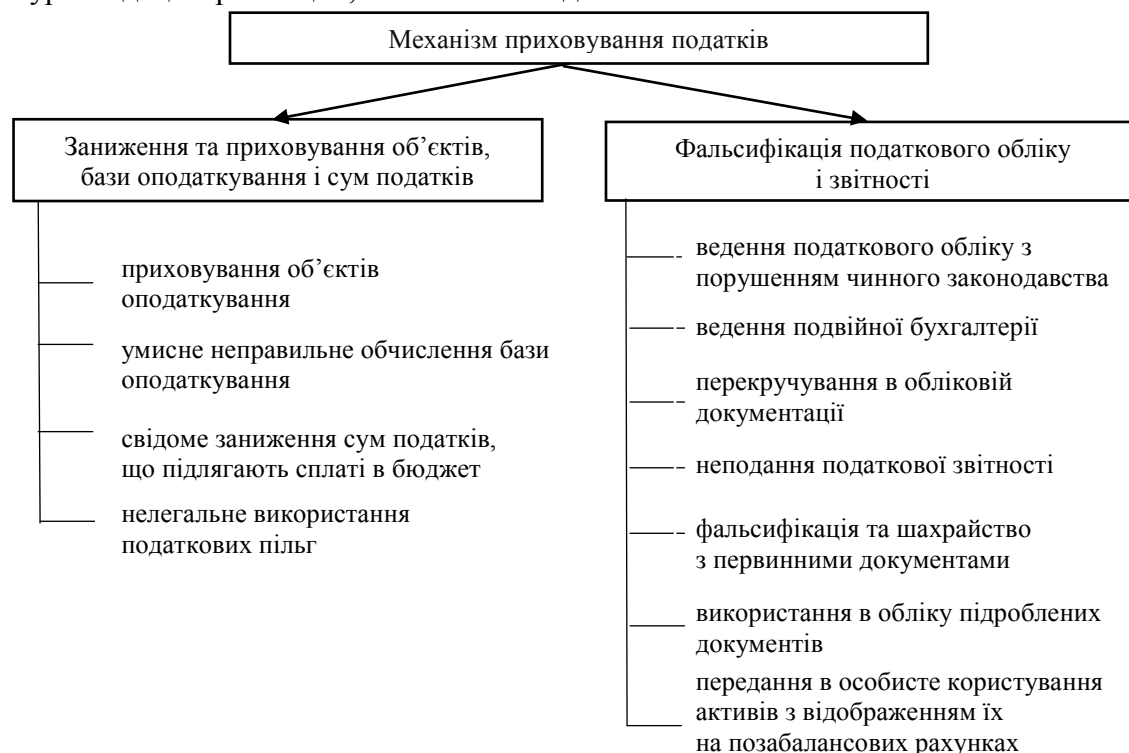 Механізм приховування податків
Заниження та приховування об’єктів,
бази оподаткування і сум податків
приховування об’єктів
оподаткування
умисне неправильне обчислення бази
оподаткування
свідоме заниження сум податків,
що підлягають сплаті в бюджет
нелегальне використання
податкових пільг
Фальсифікація податкового обліку
і звітності
ведення податкового обліку з
порушенням чинного законодавства
ведення подвійної бухгалтерії
перекручування в обліковій
документації
неподання податкової звітності
фальсифікація та шахрайство
з первинними документами
використання в обліку підроблених
документів
передання в особисте користування
активів з відображенням їх
на позабалансових рахунках